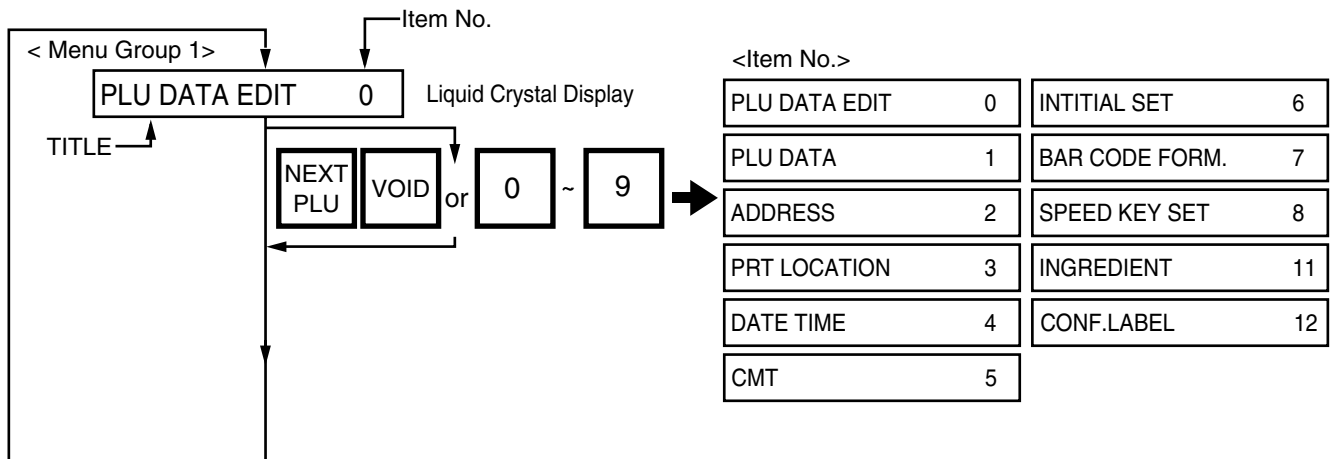 Item No.
< Menu Group 1>
PLU DATA EDIT 0
Liquid Crystal Display
TITLE
NEXT PLU
VOID
or
0
~
9
<Item No.>
PLU DATA EDIT 0
PLU DATA 1
ADDRESS 2
PRT LOCATION 3
DATE TIME 4
CMT 5
INTITIAL SET 6
BAR CODE FORM. 7
SPEED KEY SET 8
INGREDIENT 11
CONF.LABEL 12